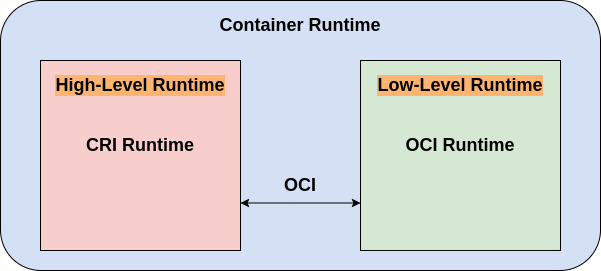 Container Runtime
High-Level Runtime
Low-Level Runtime
CRI Runtime
OCI Runtime
OCI